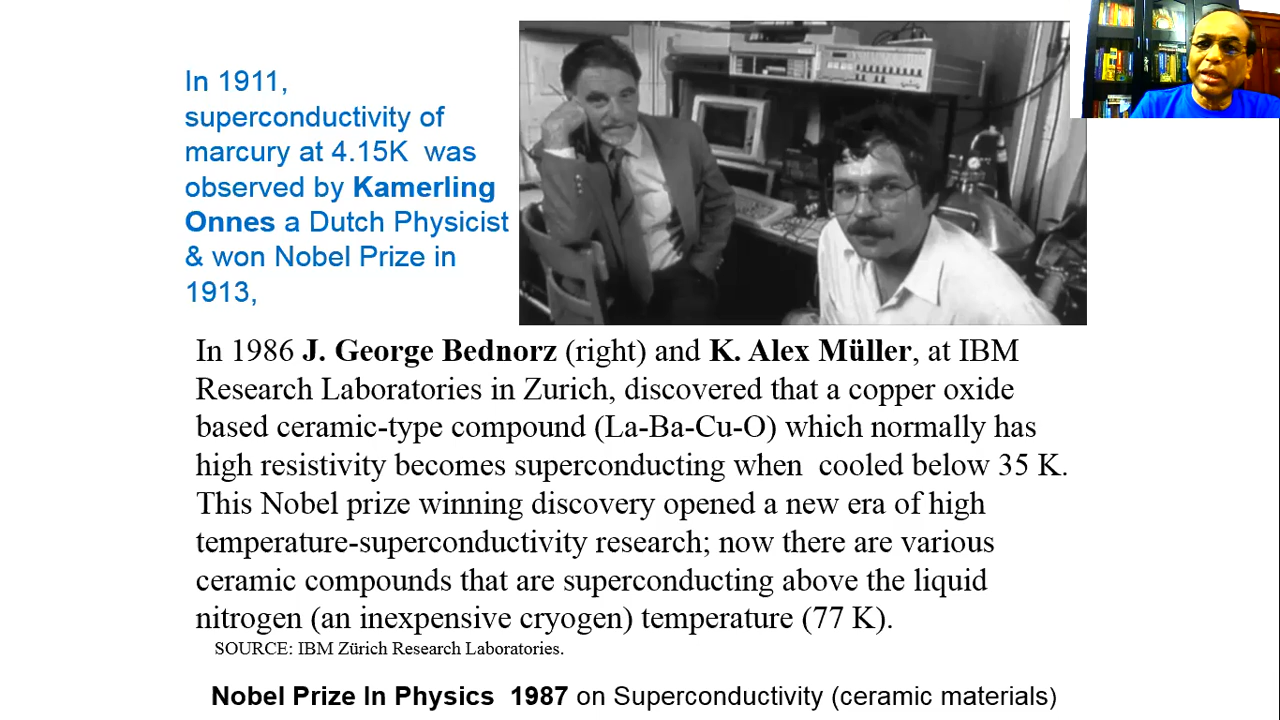 In 1911,
superconductivity of
marcury at 4.15K was
observed by Kamerling
Onnes a Dutch Physicist
& won Nobel Prize in
1913,
In 1986 J. George Bednorz (right) and K. Alex Müller, at IBM
Research Laboratories in Zurich, discovered that a copper oxide
based ceramic-type compound (La-Ba-Cu-O) which normally has
high resistivity becomes superconducting when cooled below 35 K.
This Nobel prize winning discovery opened a new era of high
temperature-superconductivity research; now there are various
ceramic compounds that are superconducting above the liquid
nitrogen (an inexpensive cryogen) temperature (77 K).
SOURCE: IBM Zürich Research Laboratories.
Nobel Prize In Physics 1987 on Superconductivity (ceramic materials)